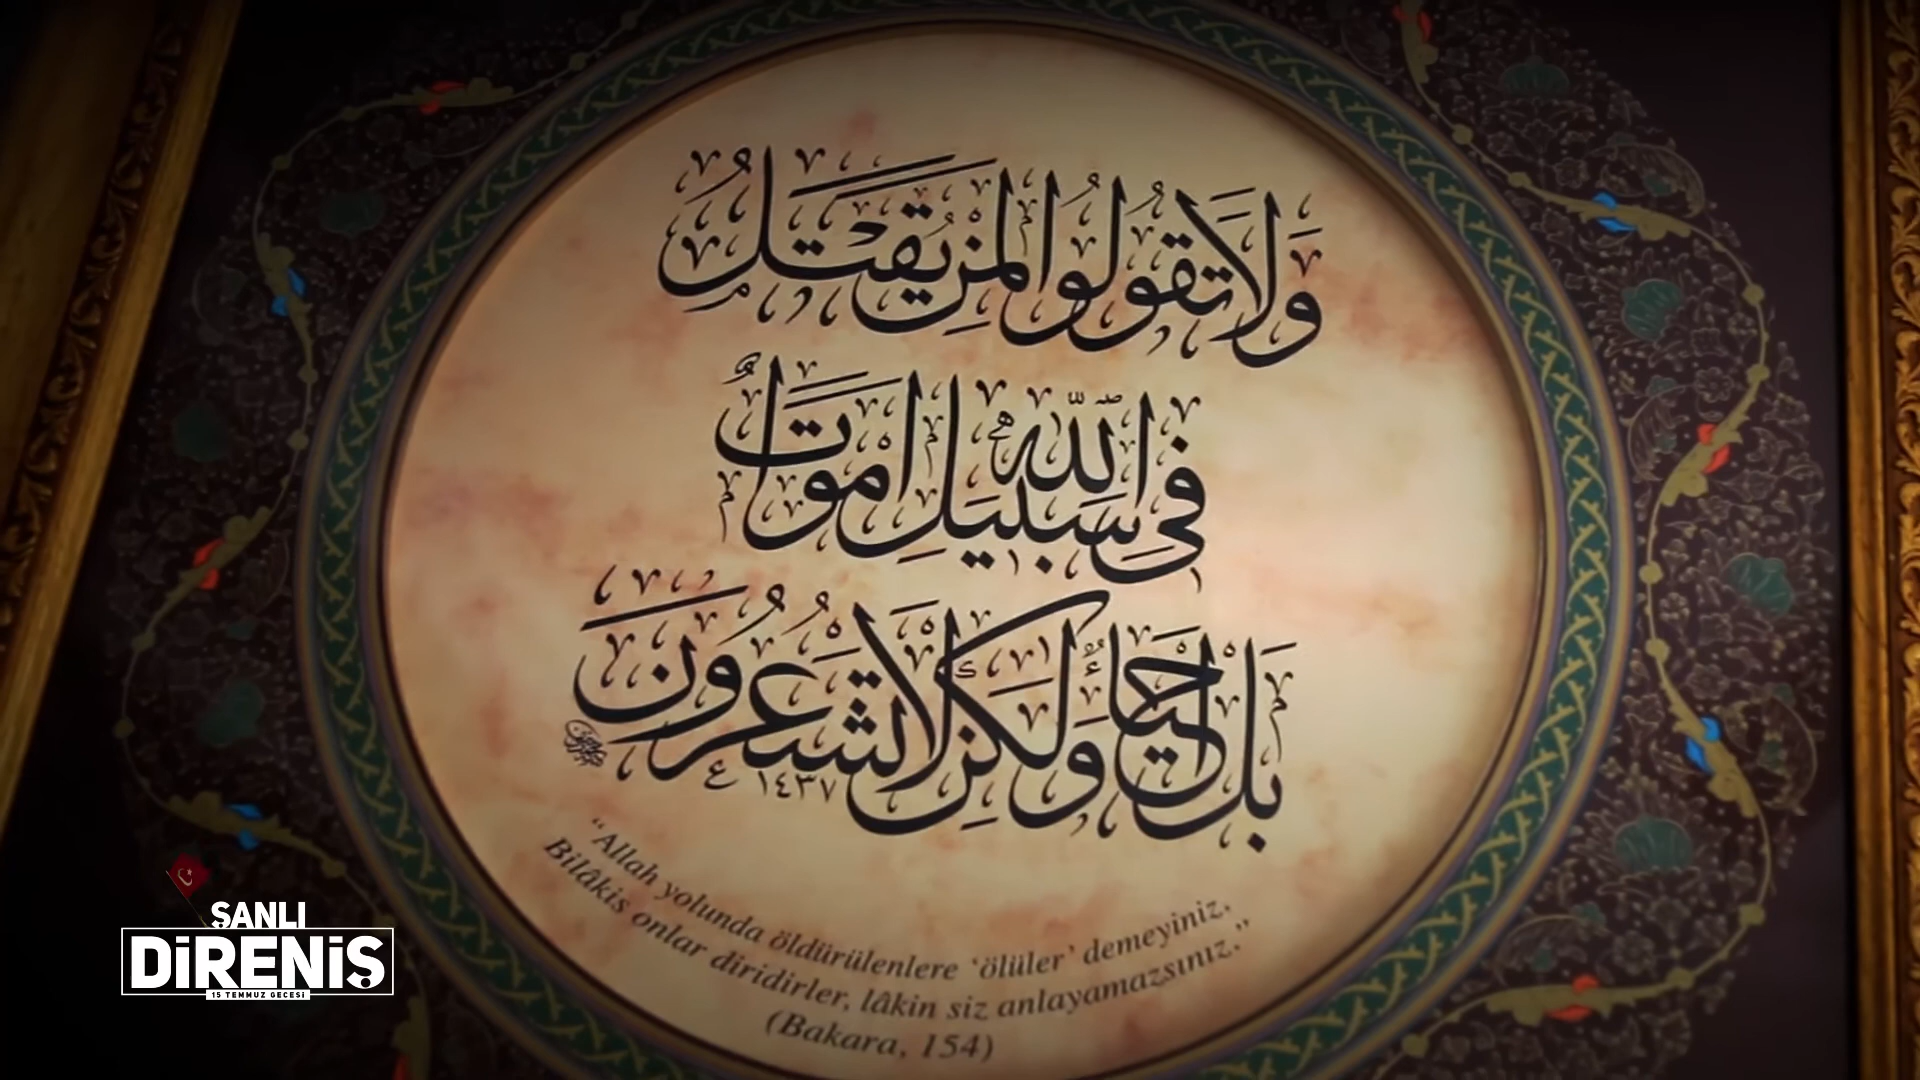 وَلَا تَقُولُوا لِمَنْ يُقْتَلُ
فِي سَبِيلِ اللّٰهِ أَمْوَاتٌ
بَلْ أَحْيَاءٌ وَلٰكِنْ لَا تَشْعُرُونَ
١٤٣٧
“Allah yolunda öldürülenlere ‘ölüler’ demeyiniz,
Bilâkis onlar diridirler, lâkin siz anlayamazsınız.”
(Bakara, 154)
ŞANLI
DİRENİŞ
15 TEMMUZ GECESİ